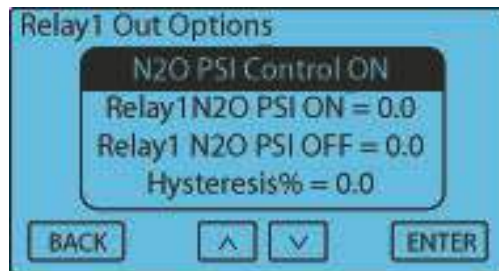 Relay1 Out Options
N2O PSI Control ON
Relay1N2O PSI ON = 0.0
Relay1 N2O PSI OFF = 0.0
Hysteresis% = 0.0
BACK ^ v ENTER